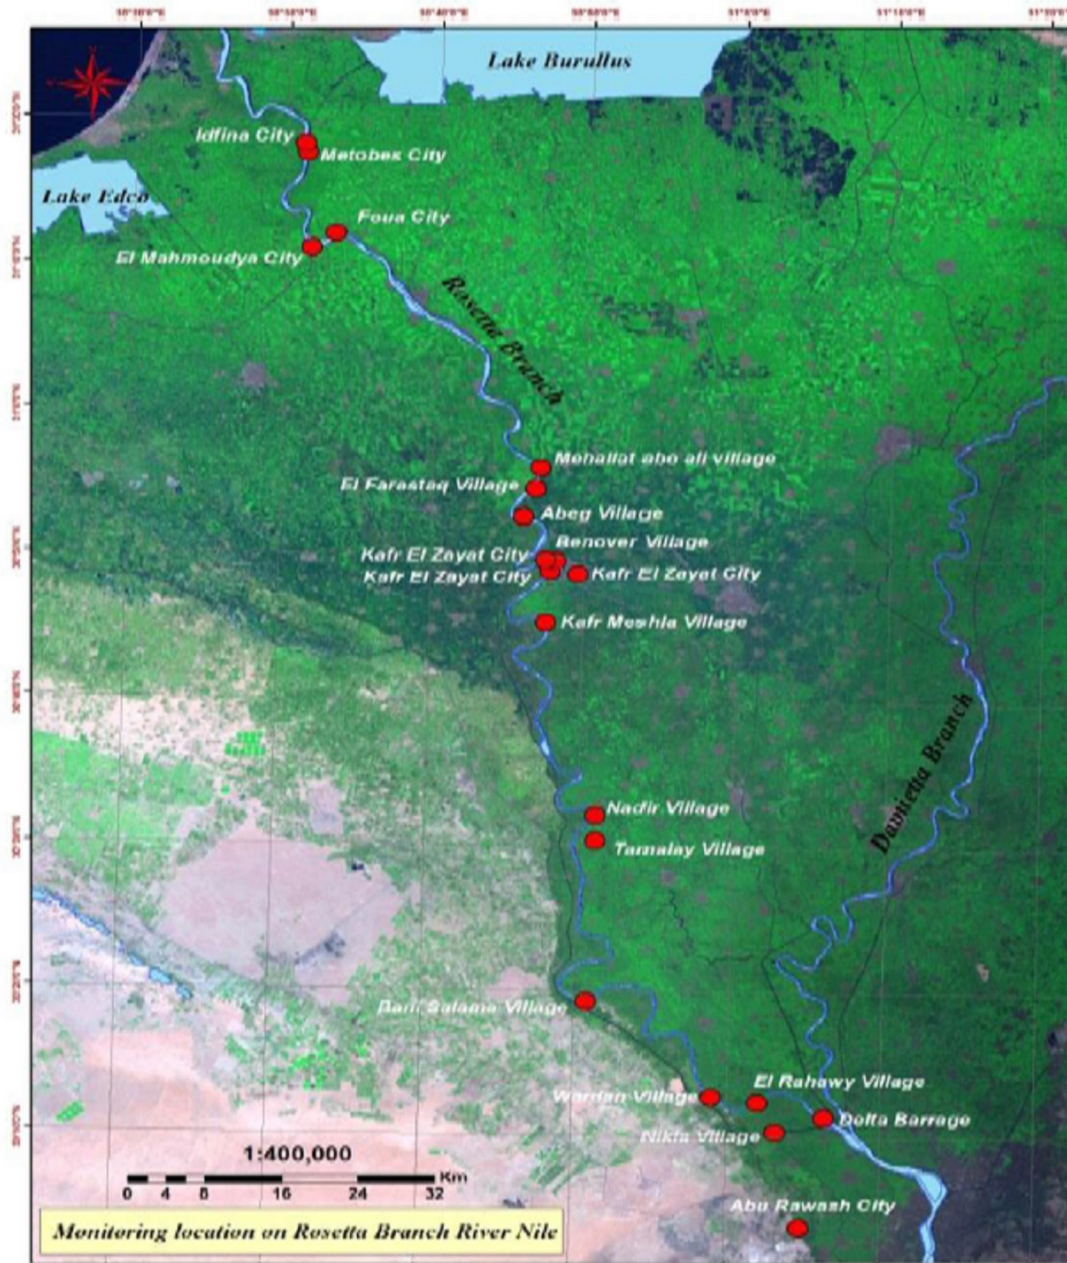 Lake Burullus
Idfina City
Metobes City
Lake Edco
Foua City
El Mahmoudya City
Rosetta Branch
Mehallat abo ali village
El Farastaq Village
Abeg Village
Benover Village
Kafr El Zayat City
Kafr El Zayat City
Kafr El Zayat City
Kafr Meshla Village
Damietta Branch
Nadir Village
Tamalay Village
Bani Salama Village
El Rahawy Village
Wardan Village
Delta Barrage
Nikla Village
1:400,000
Km
0 4 8 16 24 32
Abu Rawash City
Monitoring location on Rosetta Branch River Nile